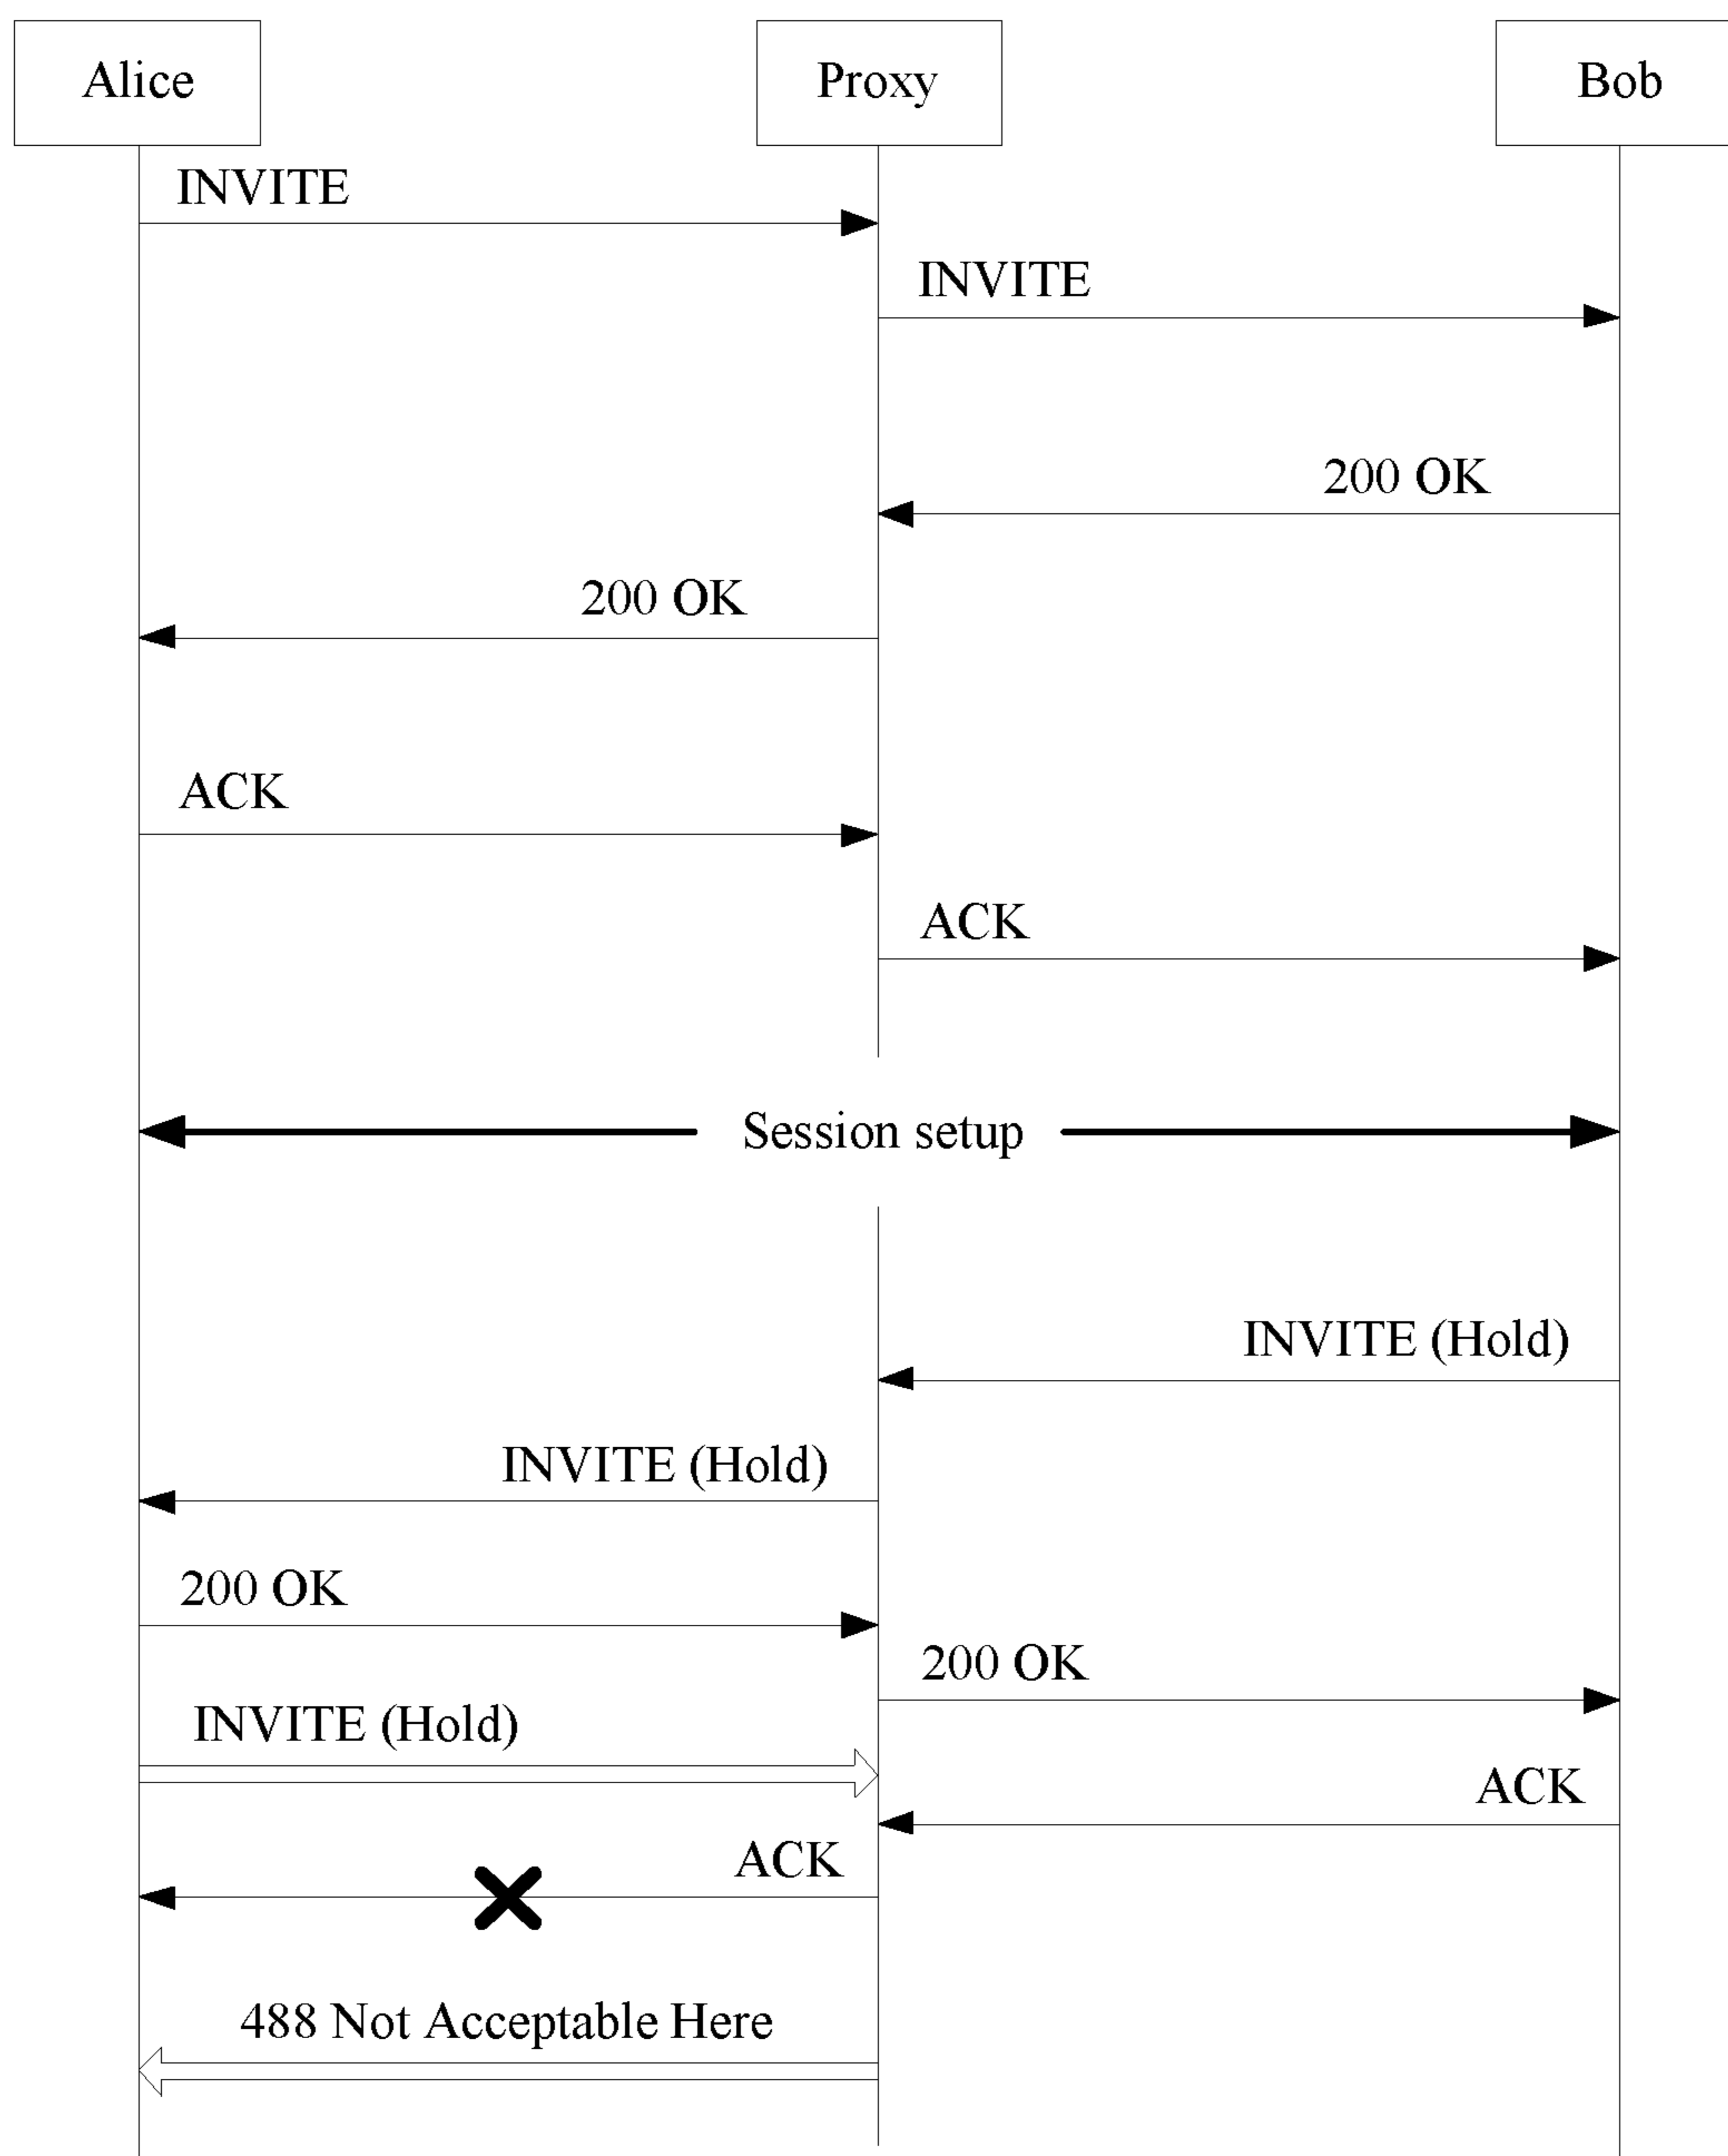 Alice
Proxy
Bob
INVITE
INVITE
200 OK
200 OK
ACK
ACK
Session setup
INVITE (Hold)
INVITE (Hold)
200 OK
200 OK
INVITE (Hold)
ACK
ACK
488 Not Acceptable Here